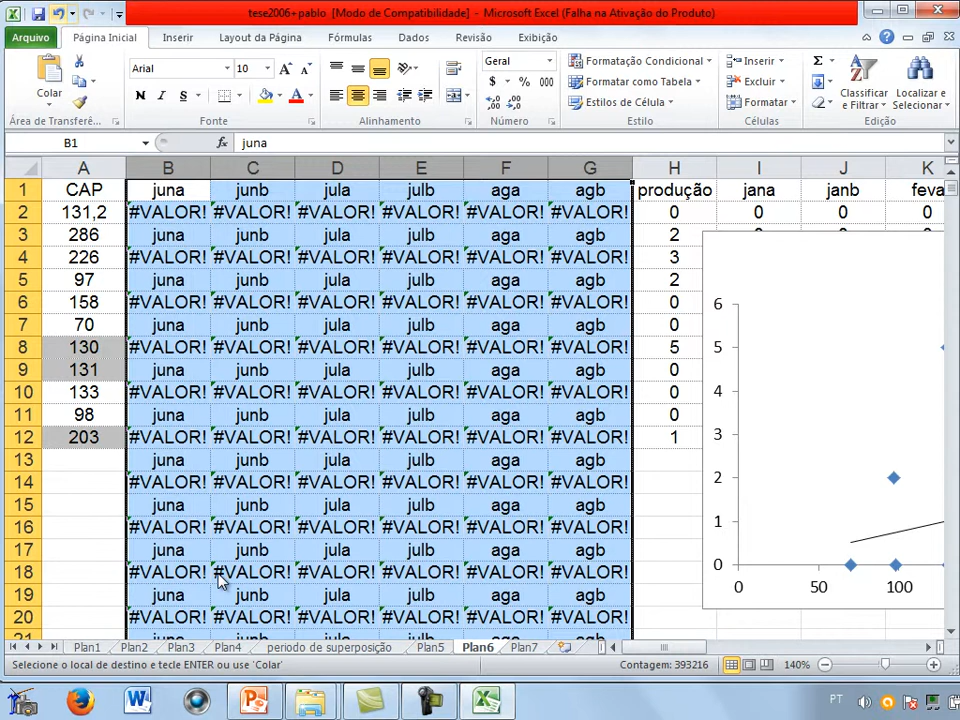 tese2006+pablo [Modo de Compatibilidade] - Microsoft Excel (Falha na Ativação do Produto)
Arquivo Página Inicial Inserir Layout da Página Fórmulas Dados Revisão Exibição
Colar
Arial 10
Geral
Formatação Condicional
Formatar como Tabela
Estilos de Célula
Inserir
Excluir
Formatar
Classificar e Filtrar
Localizar e Selecionar
Área de Transferê... Fonte Alinhamento Número Estilo Células Edição
B1 fx juna
A B C D E F G H I J K
1 CAP juna junb jula julb aga agb produção jana janb feva
2 131,2 #VALOR! #VALOR! #VALOR! #VALOR! #VALOR! #VALOR! 0 0 0 0
3 286 juna junb jula julb aga agb 2
4 226 #VALOR! #VALOR! #VALOR! #VALOR! #VALOR! #VALOR! 3
5 97 juna junb jula julb aga agb 2
6 158 #VALOR! #VALOR! #VALOR! #VALOR! #VALOR! #VALOR! 0
7 70 juna junb jula julb aga agb 0
8 130 #VALOR! #VALOR! #VALOR! #VALOR! #VALOR! #VALOR! 5
9 131 juna junb jula julb aga agb 0
10 133 #VALOR! #VALOR! #VALOR! #VALOR! #VALOR! #VALOR! 0
11 98 juna junb jula julb aga agb 0
12 203 #VALOR! #VALOR! #VALOR! #VALOR! #VALOR! #VALOR! 1
13 juna junb jula julb aga agb
14 #VALOR! #VALOR! #VALOR! #VALOR! #VALOR! #VALOR!
15 juna junb jula julb aga agb
16 #VALOR! #VALOR! #VALOR! #VALOR! #VALOR! #VALOR!
17 juna junb jula julb aga agb
18 #VALOR! #VALOR! #VALOR! #VALOR! #VALOR! #VALOR!
19 juna junb jula julb aga agb
20 #VALOR! #VALOR! #VALOR! #VALOR! #VALOR! #VALOR!
6
5
4
3
2
1
0
0 50 100
Plan1 Plan2 Plan3 Plan4 periodo de superposição Plan5 Plan6 Plan7
Selecione o local de destino e tecle ENTER ou use 'Colar' Contagem: 393216 140%
PT